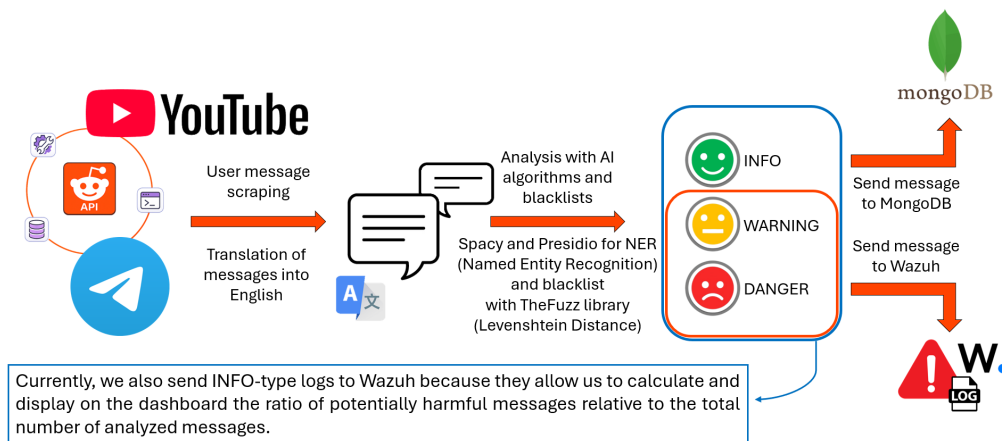 YouTube
API
User message
scraping
Translation of
messages into
English
A 文
Analysis with AI
algorithms and
blacklists
Spacy and Presidio for NER
(Named Entity Recognition)
and blacklist
with TheFuzz library
(Levenshtein Distance)
INFO
WARNING
DANGER
mongoDB
Send message
to MongoDB
Send message
to Wazuh
W.
LOG
Currently, we also send INFO-type logs to Wazuh because they allow us to calculate and
display on the dashboard the ratio of potentially harmful messages relative to the total
number of analyzed messages.